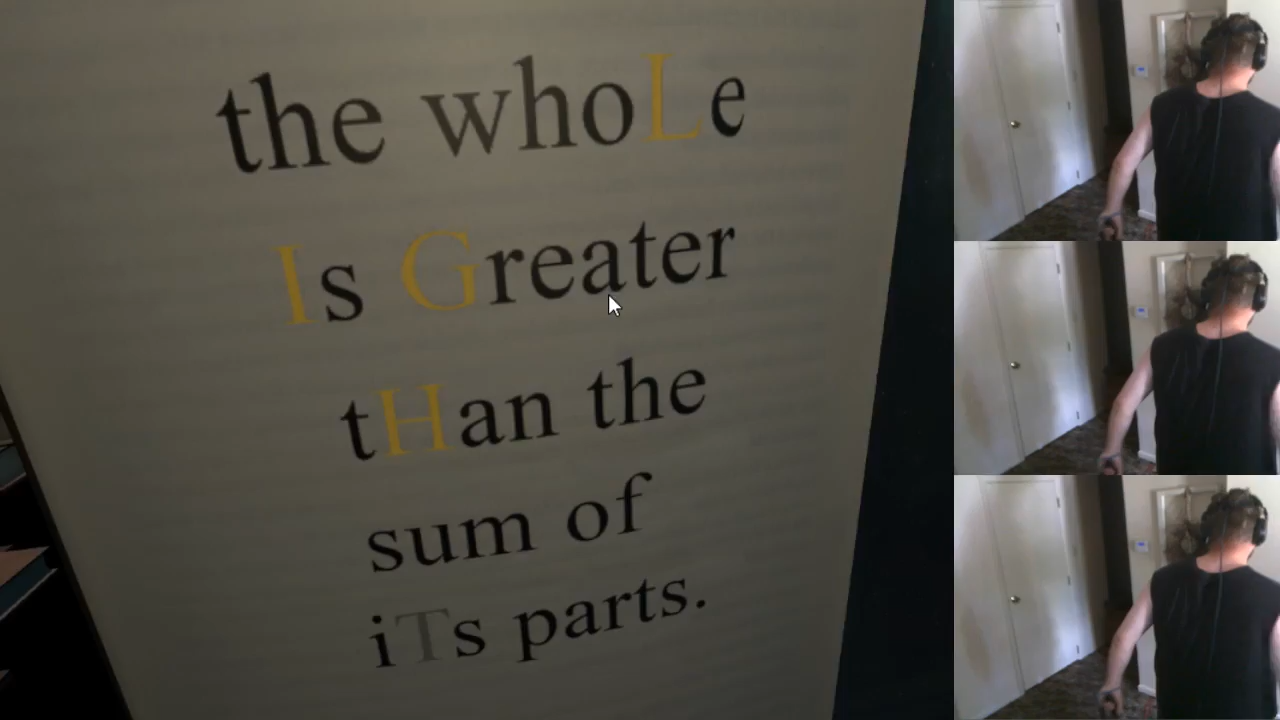 the whoLe
Is Greater
tHan the
sum of
iTs parts.